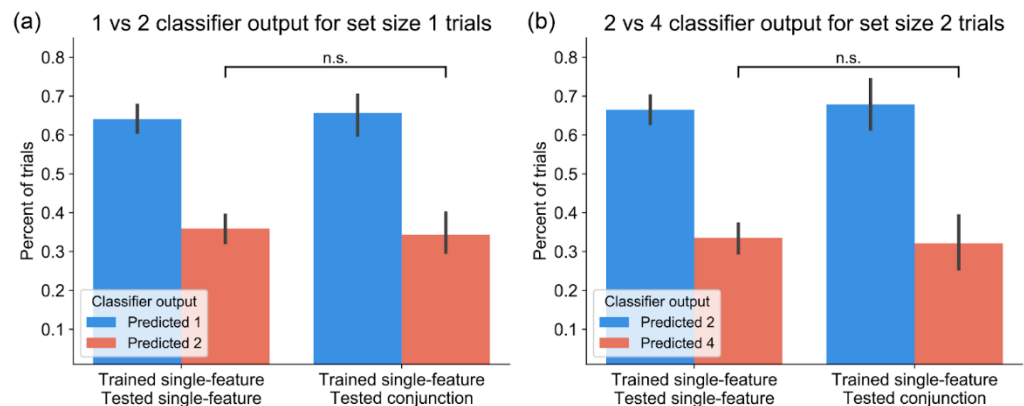 (a) 1 vs 2 classifier output for set size 1 trials
n.s.
Percent of trials
0.8
0.7
0.6
0.5
0.4
0.3
0.2
0.1
Classifier output
Predicted 1
Predicted 2
Trained single-feature
Tested single-feature
Trained single-feature
Tested conjunction
(b) 2 vs 4 classifier output for set size 2 trials
n.s.
Percent of trials
0.8
0.7
0.6
0.5
0.4
0.3
0.2
0.1
Classifier output
Predicted 2
Predicted 4
Trained single-feature
Tested single-feature
Trained single-feature
Tested conjunction